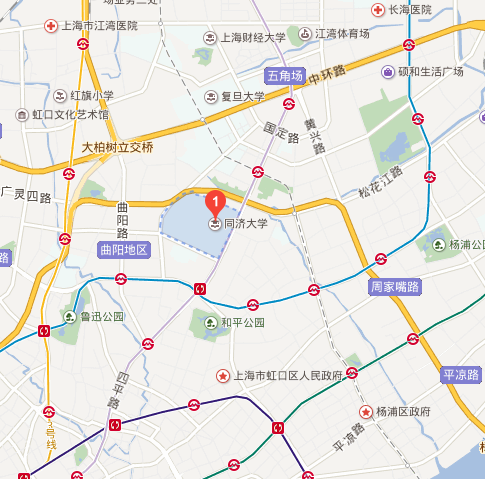 长海医院
上海市江湾医院
上海财经大学
江湾体育场
五角场
中环路
硕和生活广场
红旗小学
复旦大学
虹口文化艺术馆
国定路
黄兴路
大柏树立交桥
松花江路
广灵四路
曲阳路
1
同济大学
曲阳地区
杨浦公
路
周家嘴路
鲁迅公园
和平公园
四平路
上海市虹口区人民政府
平凉路
杨浦区政府
3号线
平凉路